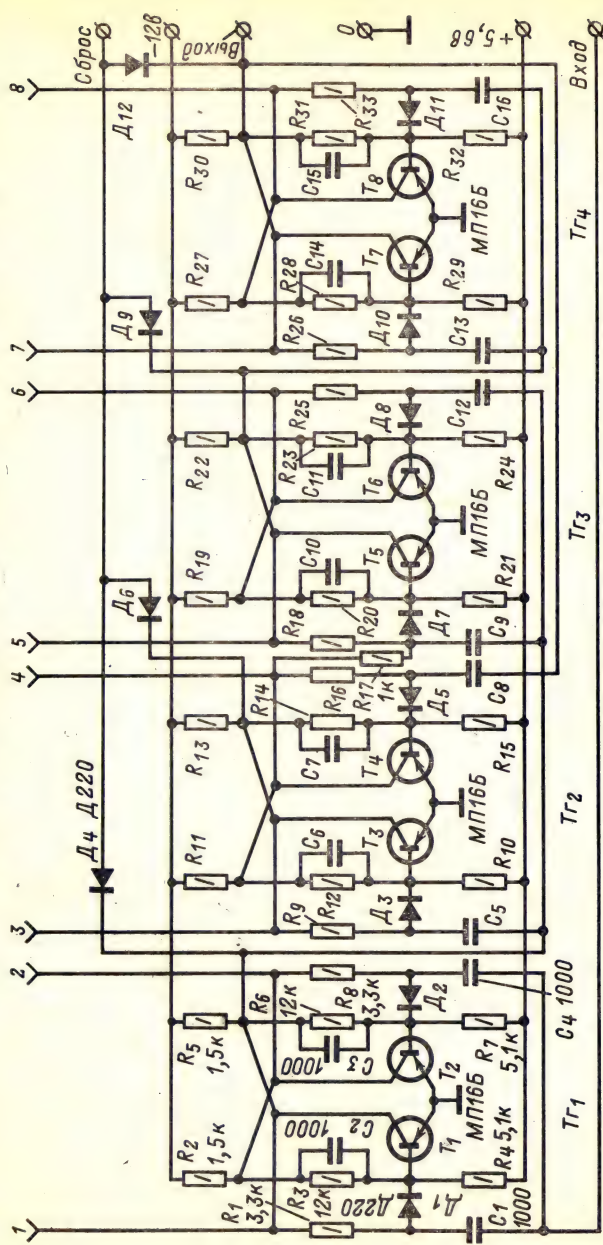 Сброс
Д12
-12В
Выход
0
+5,6В
Вход
Д4 Д220
Д6
Д9
1
2
3
4
5
6
7
8
R2
1,5к
R5
1,5к
R11
R13
R19
R22
R27
R30
R1
3,3к
R3
12к
C2 1000
1000
C3
R6
12к
R8
3,3к
R9
R12
C6
C7
R14
R16
R17
1к
R18
R20
C10
C11
R23
R25
R26
R28
C14
C15
R31
R33
Д220
Д1
T1
T2
Д2
Д3
T3
T4
Д5
Д7
T5
T6
Д8
Д10
T7
T8
Д11
C1
1000
R4
5,1к
МП16Б
R7
5,1к
C4
1000
C5
R10
МП16Б
R15
C8
C9
R21
МП16Б
R24
C12
C13
R29
МП16Б
R32
C16
Тг1
Тг2
Тг3
Тг4